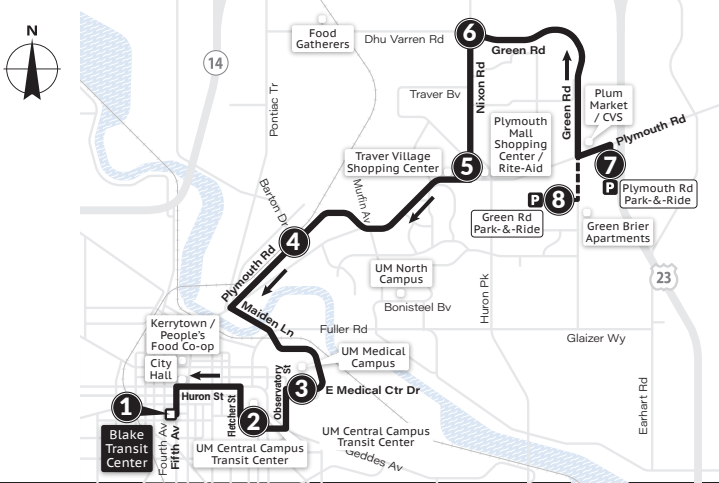 N
14
Food
Gatherers
Dhu Varren Rd
6
Green Rd
Traver Bv
Nixon Rd
Green Rd
Plum
Market
/ CVS
Plymouth Rd
Pontiac Tr
Plymouth
Mall
Shopping
Center /
Rite-Aid
Traver Village
Shopping Center
5
7
P
Plymouth Rd
Park-&-Ride
P
8
Green Rd
Park-&-Ride
Green Brier
Apartments
Barton Dr
Murfin Av
4
Plymouth Rd
UM North
Campus
23
Bonisteel Bv
Huron Pk
Maiden Ln
Fuller Rd
Glaizer Wy
Kerrytown /
People's
Food Co-op
City
Hall
UM Medical
Campus
Observatory
St
3
E Medical Ctr Dr
Earhart Rd
1
Huron St
Fletcher St
2
Blake
Transit
Center
Fourth Av
Fifth Av
UM Central Campus
Transit Center
UM Central Campus
Transit Center
Geddes Av